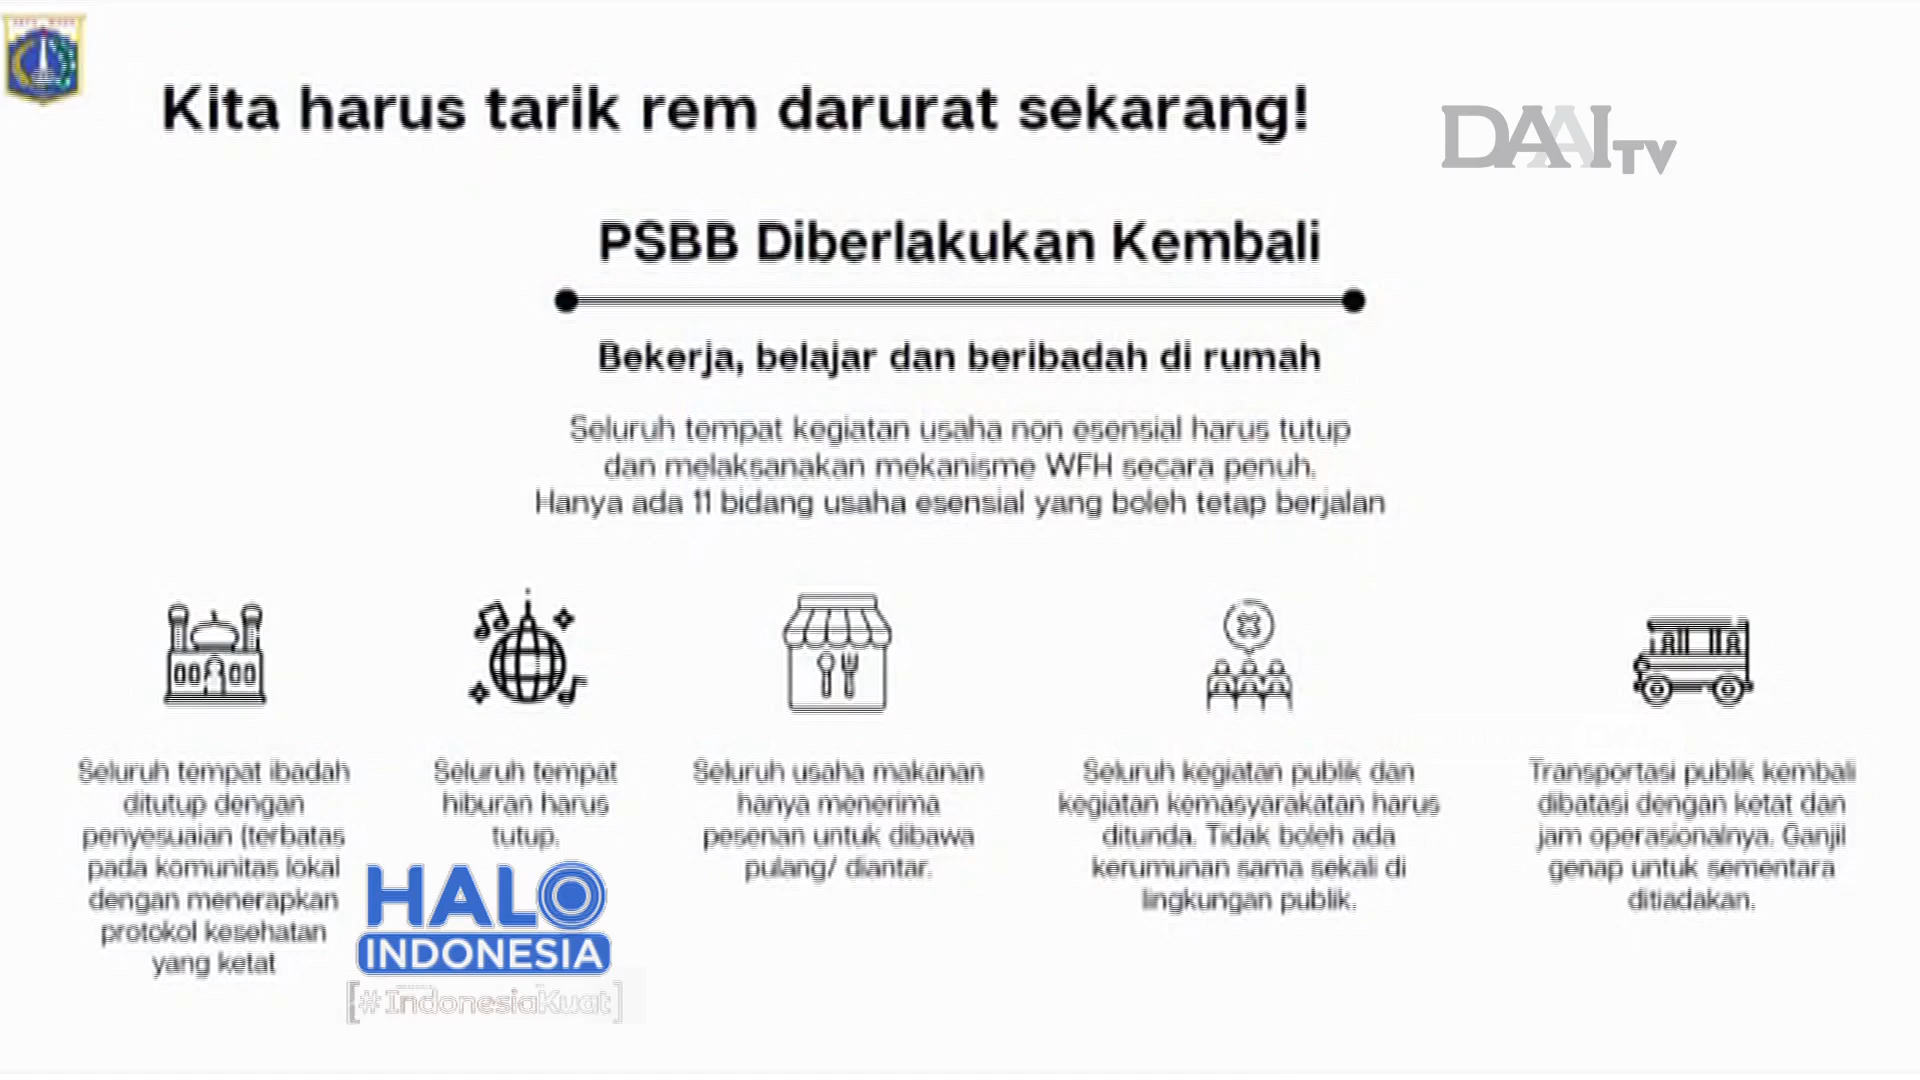 Kita harus tarik rem darurat sekarang!
DAAI TV
PSBB Diberlakukan Kembali
Bekerja, belajar dan beribadah di rumah
Seluruh tempat kegiatan usaha non esensial harus tutup
dan melaksanakan mekanisme WFH secara penuh.
Hanya ada 11 bidang usaha esensial yang boleh tetap berjalan
Seluruh tempat ibadah
ditutup dengan
penyesuaian (terbatas
pada komunitas lokal
dengan menerapkan
protokol kesehatan
yang ketat
Seluruh tempat
hiburan harus
tutup.
Seluruh usaha makanan
hanya menerima
pesenan untuk dibawa
pulang/ diantar.
Seluruh kegiatan publik dan
kegiatan kemasyarakatan harus
ditunda. Tidak boleh ada
kerumunan sama sekali di
lingkungan publik.
Transportasi publik kembali
dibatasi dengan ketat dan
jam operasionalnya. Ganjil
genap untuk sementara
ditiadakan.
HALO
INDONESIA
[#IndonesiaKuat]